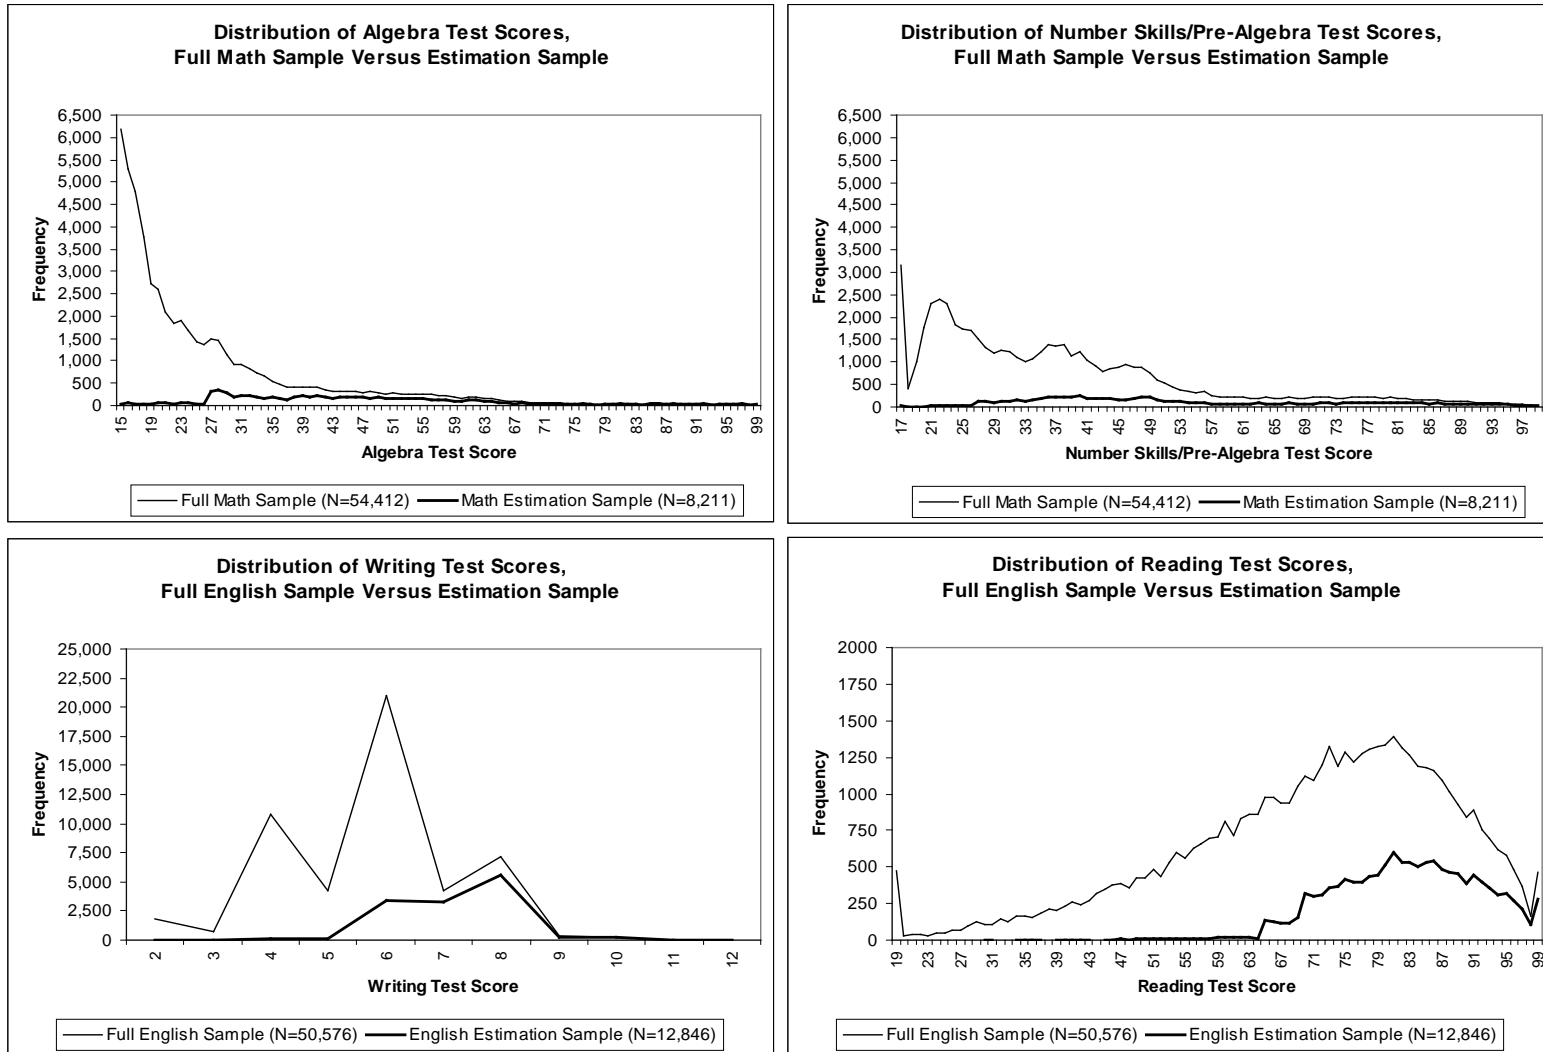 Distribution of Algebra Test Scores,
Full Math Sample Versus Estimation Sample
6,500
6,000
5,500
5,000
4,500
4,000
3,500
3,000
2,500
2,000
1,500
1,000
500
0
Frequency
15 19 23 27 31 35 39 43 47 51 55 59 63 67 71 75 79 83 87 91 95 99
Algebra Test Score
Full Math Sample (N=54,412) Math Estimation Sample (N=8,211)
Distribution of Number Skills/Pre-Algebra Test Scores,
Full Math Sample Versus Estimation Sample
6,500
6,000
5,500
5,000
4,500
4,000
3,500
3,000
2,500
2,000
1,500
1,000
500
0
Frequency
17 21 25 29 33 37 41 45 49 53 57 61 65 69 73 77 81 85 89 93 97
Number Skills/Pre-Algebra Test Score
Full Math Sample (N=54,412) Math Estimation Sample (N=8,211)
Distribution of Writing Test Scores,
Full English Sample Versus Estimation Sample
25,000
22,500
20,000
17,500
15,000
12,500
10,000
7,500
5,000
2,500
0
Frequency
2 3 4 5 6 7 8 9 10 11 12
Writing Test Score
Full English Sample (N=50,576) English Estimation Sample (N=12,846)
Distribution of Reading Test Scores,
Full English Sample Versus Estimation Sample
2000
1750
1500
1250
1000
750
500
250
0
Frequency
19 23 27 31 35 39 43 47 51 55 59 63 67 71 75 79 83 87 91 95 99
Reading Test Score
Full English Sample (N=50,576) English Estimation Sample (N=12,846)